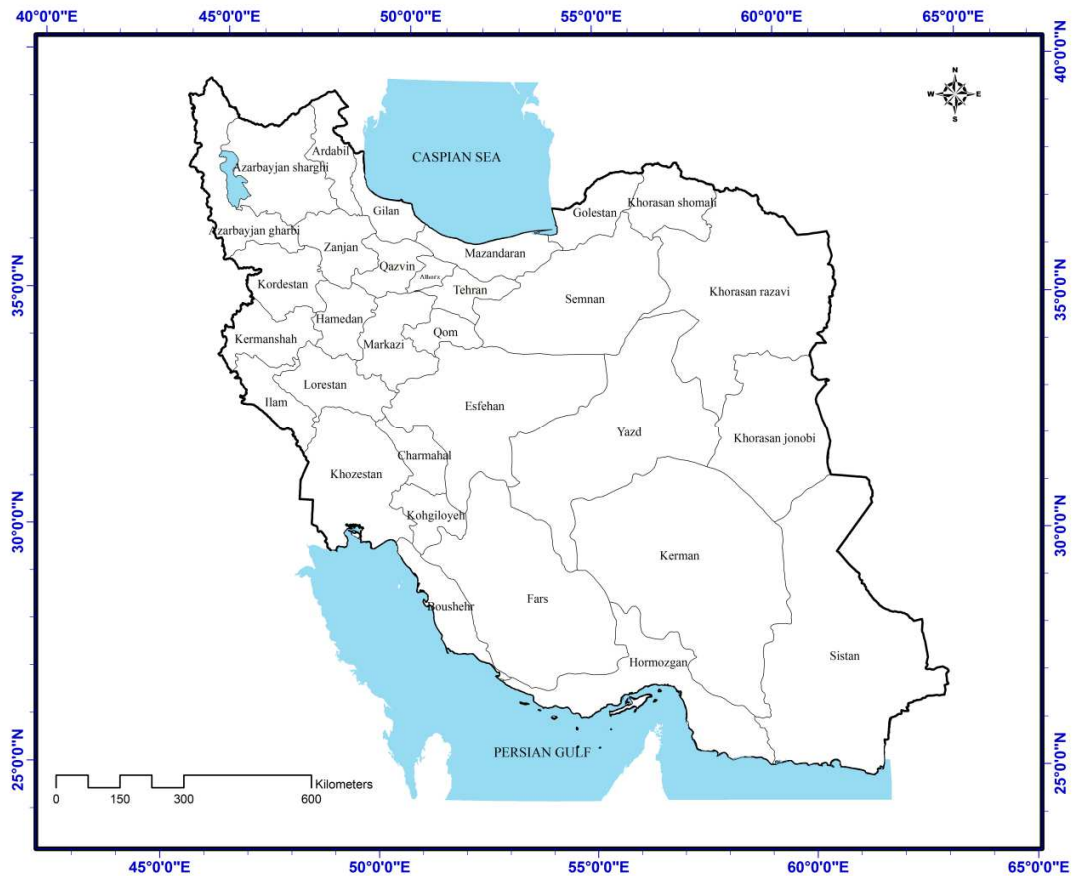 40°0'0"E 45°0'0"E 50°0'0"E 55°0'0"E 60°0'0"E 65°0'0"E
40°0'0"N
40°0'0"N
N
W E
S
CASPIAN SEA
Ardabil
Azarbayjan sharghi
Khorasan shomali
Gilan
Golestan
Azarbayjan gharbi
Zanjan
Mazandaran
Qazvin
Alborz
Kordestan
Tehran
Semnan
Khorasan razavi
35°0'0"N
35°0'0"N
Hamedan
Kermanshah
Markazi
Qom
Lorestan
Ilam
Esfehan
Yazd
Khorasan jonobi
Charmahal
Khozestan
Kohgiloyeh
30°0'0"N
30°0'0"N
Kerman
Fars
Boushehr
Sistan
Hormozgan
PERSIAN GULF
25°0'0"N
25°0'0"N
Kilometers
0 150 300 600
45°0'0"E 50°0'0"E 55°0'0"E 60°0'0"E 65°0'0"E